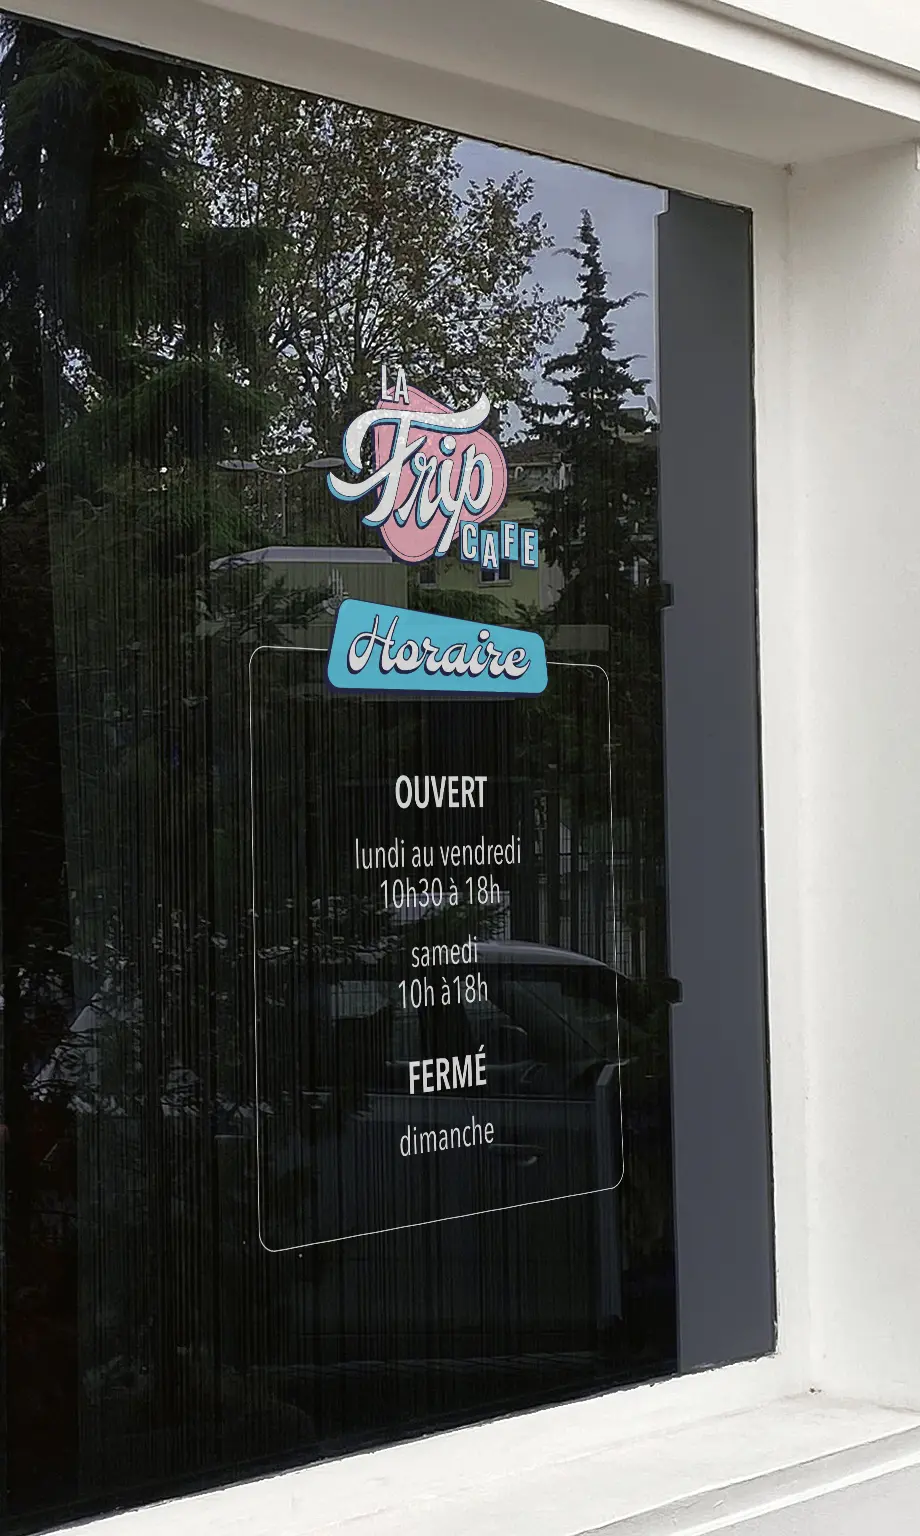 LA
Frip
CAFE
Horaire
OUVERT
lundi au vendredi
10h30 à 18h
samedi
10h à18h
FERMÉ
dimanche